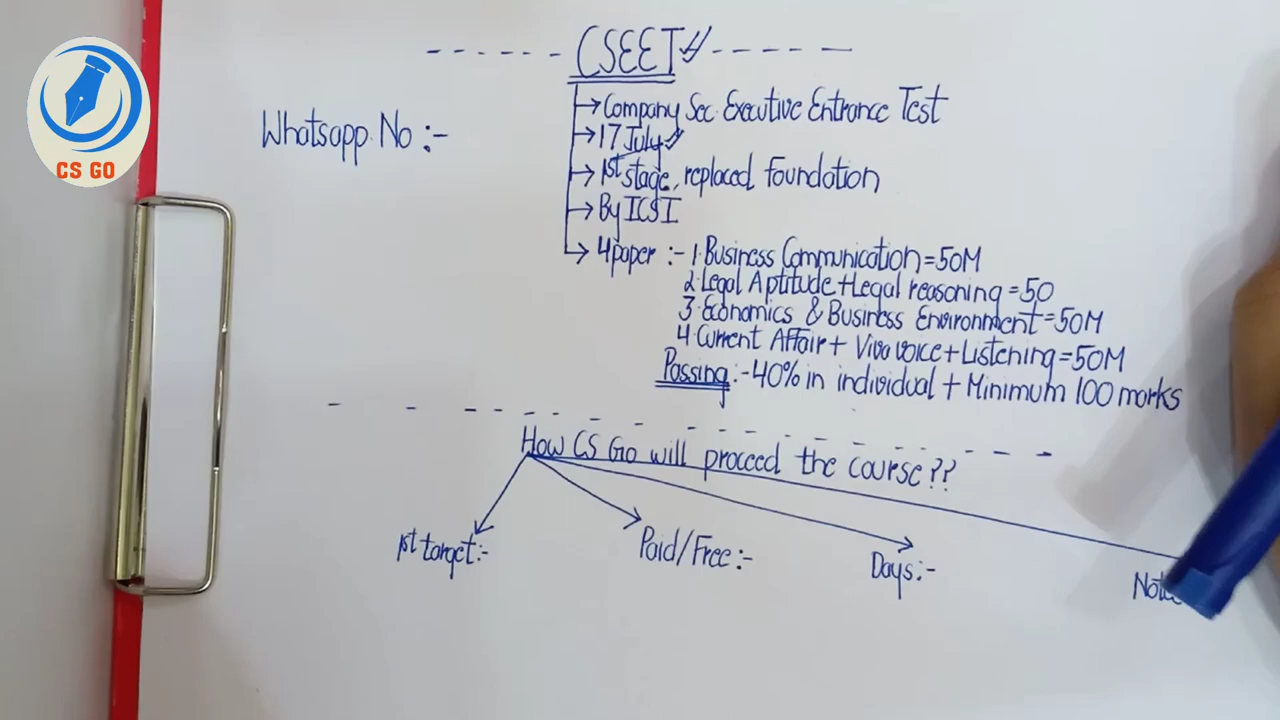 CS GO
CSEET
Whatsapp No :-
Company Sec. Executive Entrance Test
17 July
1st stage, replaced Foundation
By ICSI
4 paper :- 1. Business Communication = 50M
2. Legal Aptitude + Legal reasoning = 50
3. Economics & Business Environment = 50M
4. Current Affair + Viva voice + Listening = 50M
Passing :- 40% in individual + Minimum 100 marks
How CS Go will proceed the course??
1st target:-
Paid/Free:-
Days:-